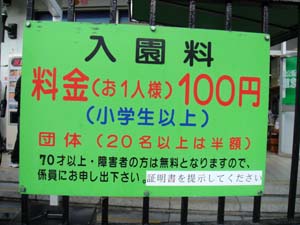 入園料
料金(お1人様)100円
(小学生以上)
団体(20名以上は半額)
70才以上・障害者の方は無料となりますので、
係員にお申し出下さい。証明書を提示してください